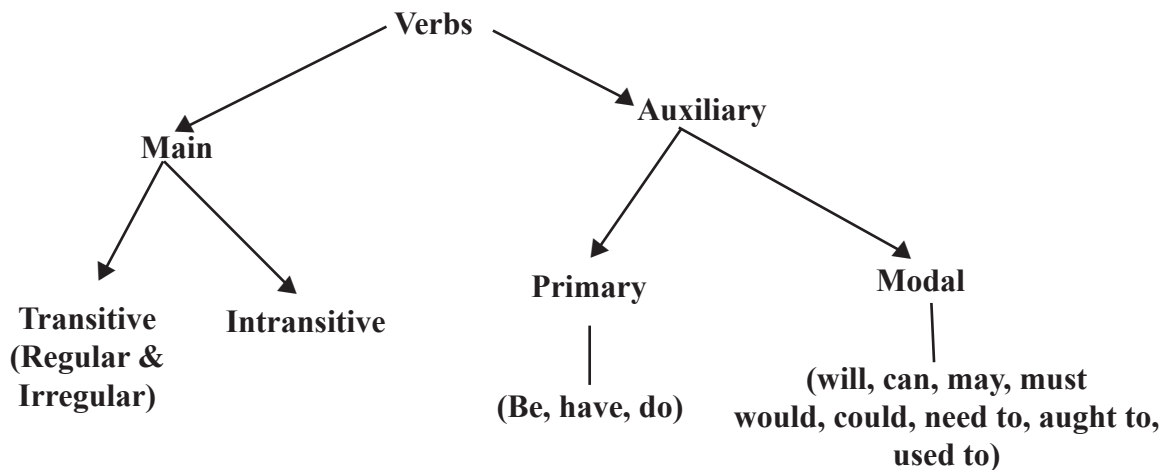 Verbs
Auxiliary
Main
Primary
Modal
Transitive
(Regular &
Irregular)
Intransitive
(Be, have, do)
(will, can, may, must
would, could, need to, aught to,
used to)